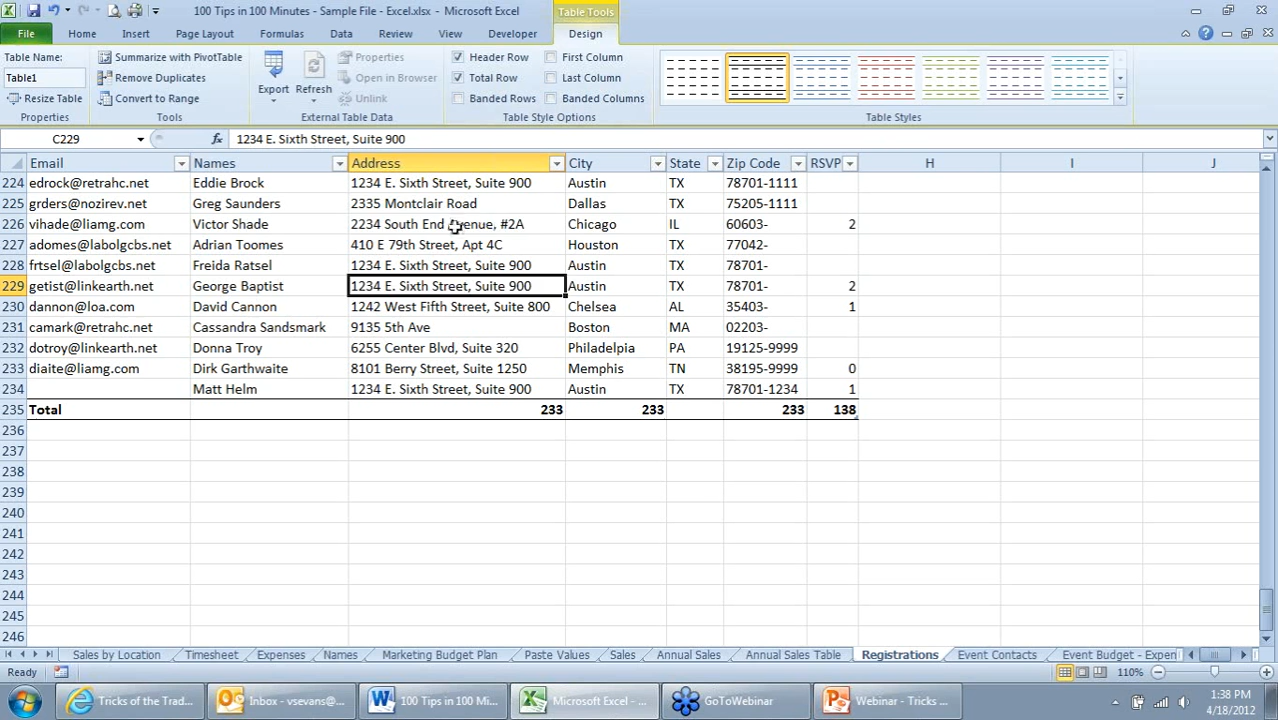 100 Tips in 100 Minutes - Sample File - Excel.xlsx - Microsoft Excel
Table Tools
File Home Insert Page Layout Formulas Data Review View Developer Design
Table Name:
Table1
Resize Table
Properties
Summarize with PivotTable
Remove Duplicates
Convert to Range
Tools
Export
Refresh
Properties
Open in Browser
Unlink
External Table Data
Header Row
Total Row
Banded Rows
First Column
Last Column
Banded Columns
Table Style Options
Table Styles
C229 fx 1234 E. Sixth Street, Suite 900
Email Names Address City State Zip Code RSVP H I J
224 edrock@retrahc.net Eddie Brock 1234 E. Sixth Street, Suite 900 Austin TX 78701-1111
225 grders@nozirev.net Greg Saunders 2335 Montclair Road Dallas TX 75205-1111
226 vihade@liamg.com Victor Shade 2234 South End Avenue, #2A Chicago IL 60603- 2
227 adomes@labolgcbs.net Adrian Toomes 410 E 79th Street, Apt 4C Houston TX 77042-
228 frtsel@labolgcbs.net Freida Ratsel 1234 E. Sixth Street, Suite 900 Austin TX 78701-
229 getist@linkearth.net George Baptist 1234 E. Sixth Street, Suite 900 Austin TX 78701- 2
230 dannon@loa.com David Cannon 1242 West Fifth Street, Suite 800 Chelsea AL 35403- 1
231 camark@retrahc.net Cassandra Sandsmark 9135 5th Ave Boston MA 02203-
232 dotroy@linkearth.net Donna Troy 6255 Center Blvd, Suite 320 Philadelpia PA 19125-9999
233 diaite@liamg.com Dirk Garthwaite 8101 Berry Street, Suite 1250 Memphis TN 38195-9999 0
234 Matt Helm 1234 E. Sixth Street, Suite 900 Austin TX 78701-1234 1
235 Total 233 233 233 138
236
237
238
239
240
241
242
243
244
245
246
Sales by Location Timesheet Expenses Names Marketing Budget Plan Paste Values Sales Annual Sales Annual Sales Table Registrations Event Contacts Event Budget - Expen
Ready 110%
Tricks of the Trad... Inbox - vsevans@... 100 Tips in 100 Mi... Microsoft Excel - ... GoToWebinar Webinar - Tricks ... 1:38 PM
4/18/2012